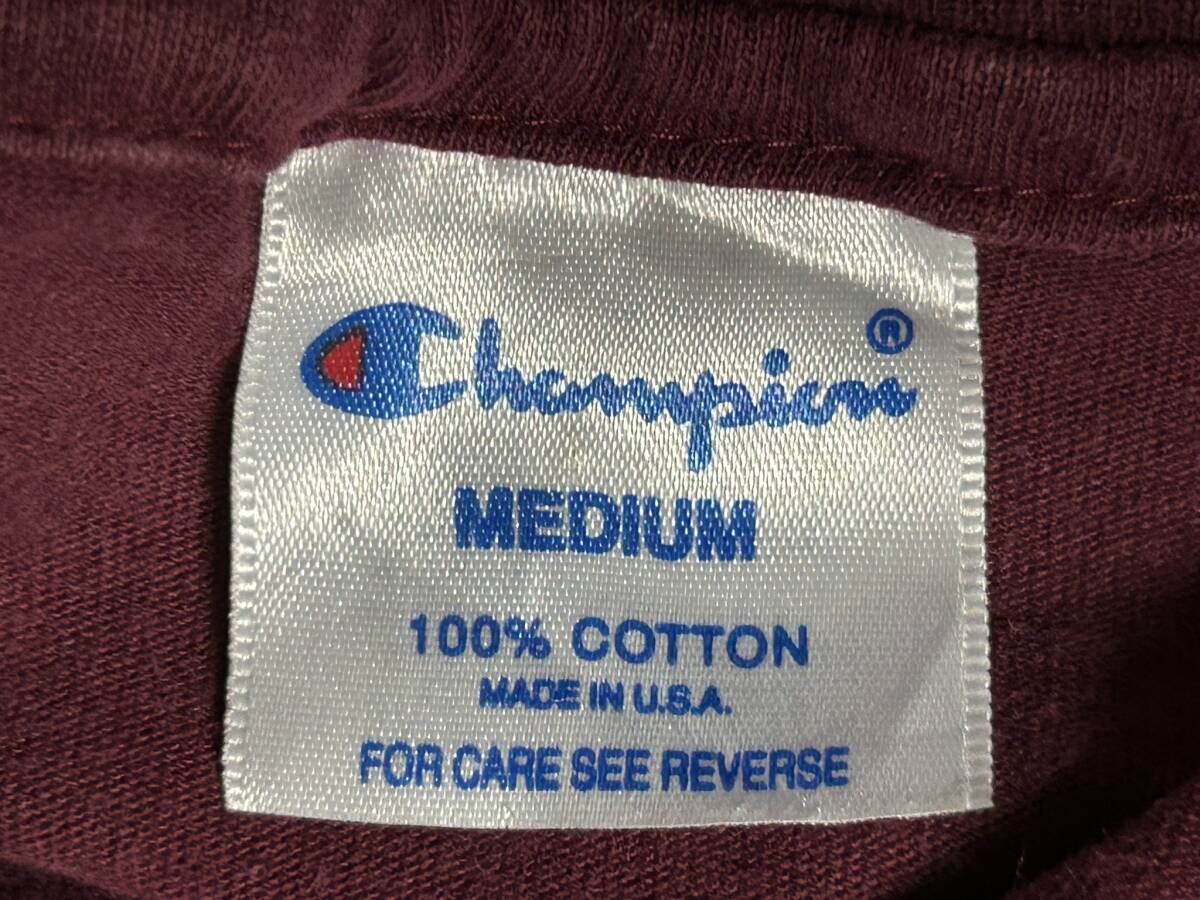 Champion ®
MEDIUM
100% COTTON
MADE IN U.S.A.
FOR CARE SEE REVERSE